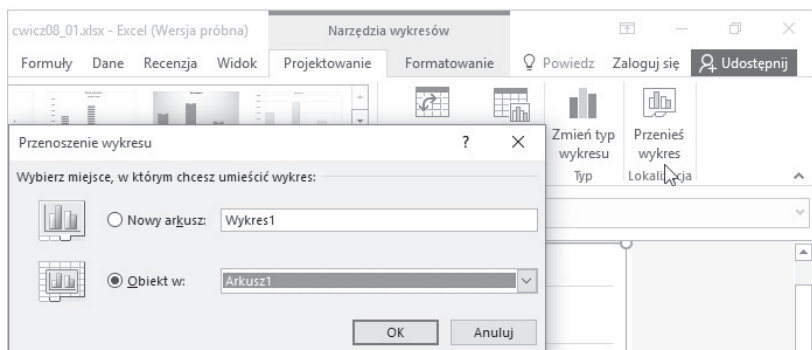 cwicz08_01.xlsx - Excel (Wersja próbna) Narzędzia wykresów
Formuły Dane Recenzja Widok Projektowanie Formatowanie Powiedz Zaloguj się Udostępnij
Zmień typ wykresu
Przenieś wykres
Typ Lokalizacja
Przenoszenie wykresu ? ×
Wybierz miejsce, w którym chcesz umieścić wykres:
Nowy arkusz: Wykres1
Obiekt w: Arkusz1
OK Anuluj